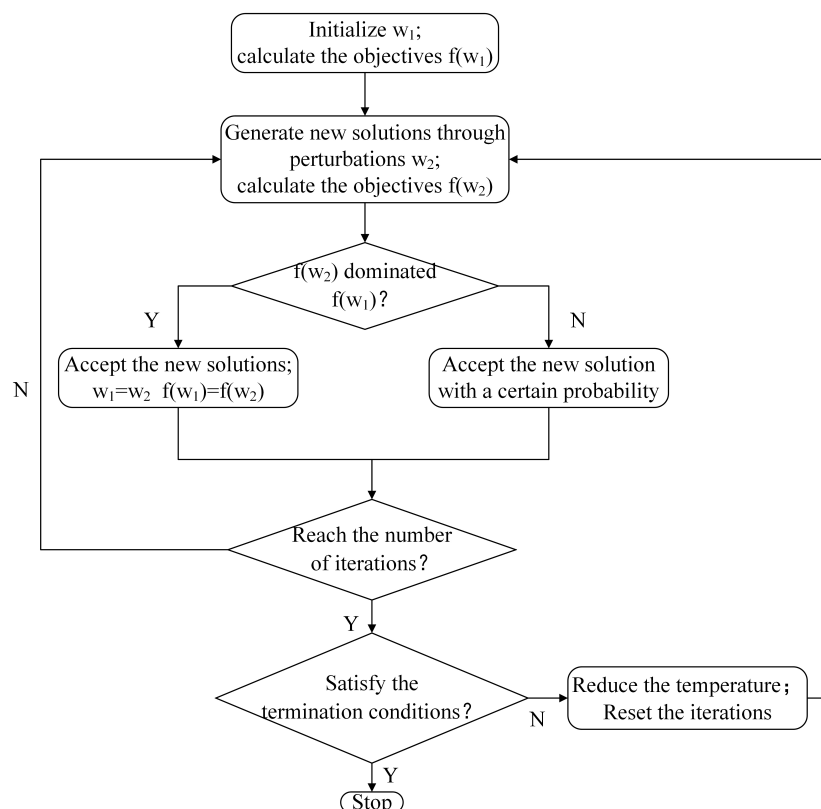 Initialize w₁;
calculate the objectives f(w₁)
Generate new solutions through
perturbations w₂;
calculate the objectives f(w₂)
f(w₂) dominated
f(w₁)?
Y
N
Accept the new solutions;
w₁=w₂ f(w₁)=f(w₂)
Accept the new solution
with a certain probability
N
Reach the number
of iterations?
Y
Satisfy the
termination conditions?
N
Reduce the temperature;
Reset the iterations
Y
Stop